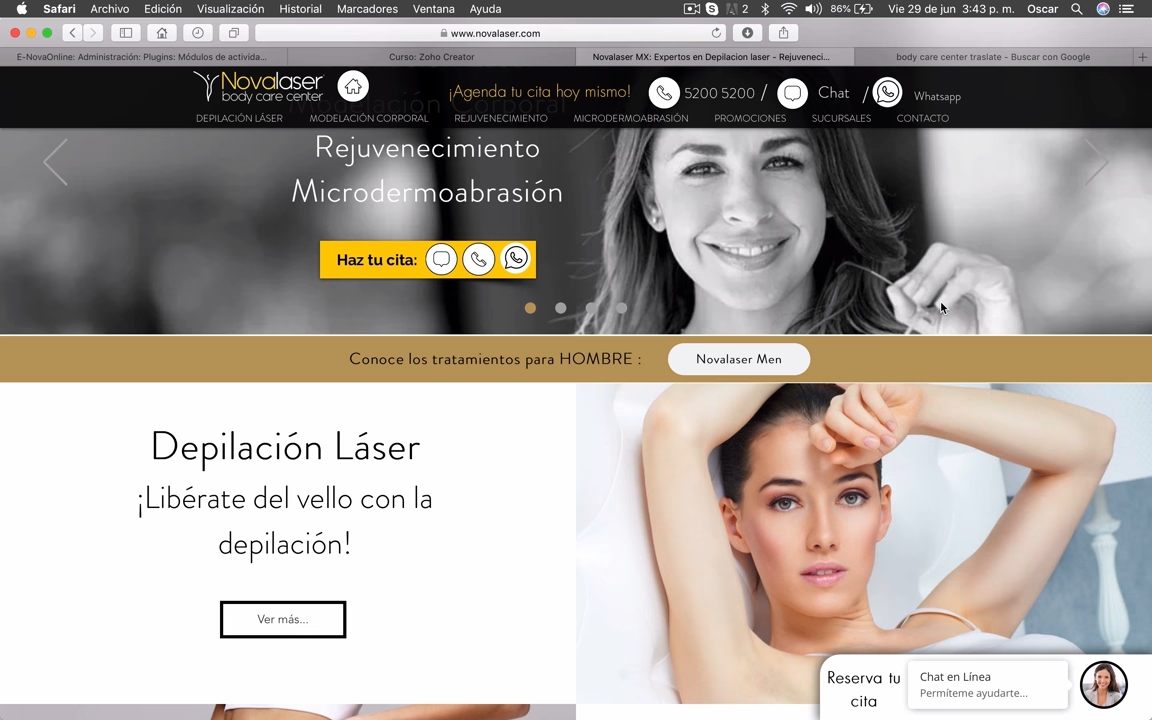 Safari Archivo Edición Visualización Historial Marcadores Ventana Ayuda 2 86% Vie 29 de jun 3:43 p. m. Oscar
www.novalaser.com
E-NovaOnline: Administración: Plugins: Módulos de activida... Curso: Zoho Creator Novalaser MX: Expertos en Depilacion laser - Rejuveneci... body care center traslate - Buscar con Google
Novalaser
body care center
¡Agenda tu cita hoy mismo! 5200 5200 / Chat / Whatsapp
Modelación Corporal
DEPILACIÓN LÁSER MODELACIÓN CORPORAL REJUVENECIMIENTO MICRODERMOABRASIÓN PROMOCIONES SUCURSALES CONTACTO
Rejuvenecimiento
Microdermoabrasión
Haz tu cita:
Conoce los tratamientos para HOMBRE : Novalaser Men
Depilación Láser
¡Libérate del vello con la
depilación!
Ver más...
Reserva tu
cita
Chat en Línea
Permíteme ayudarte...